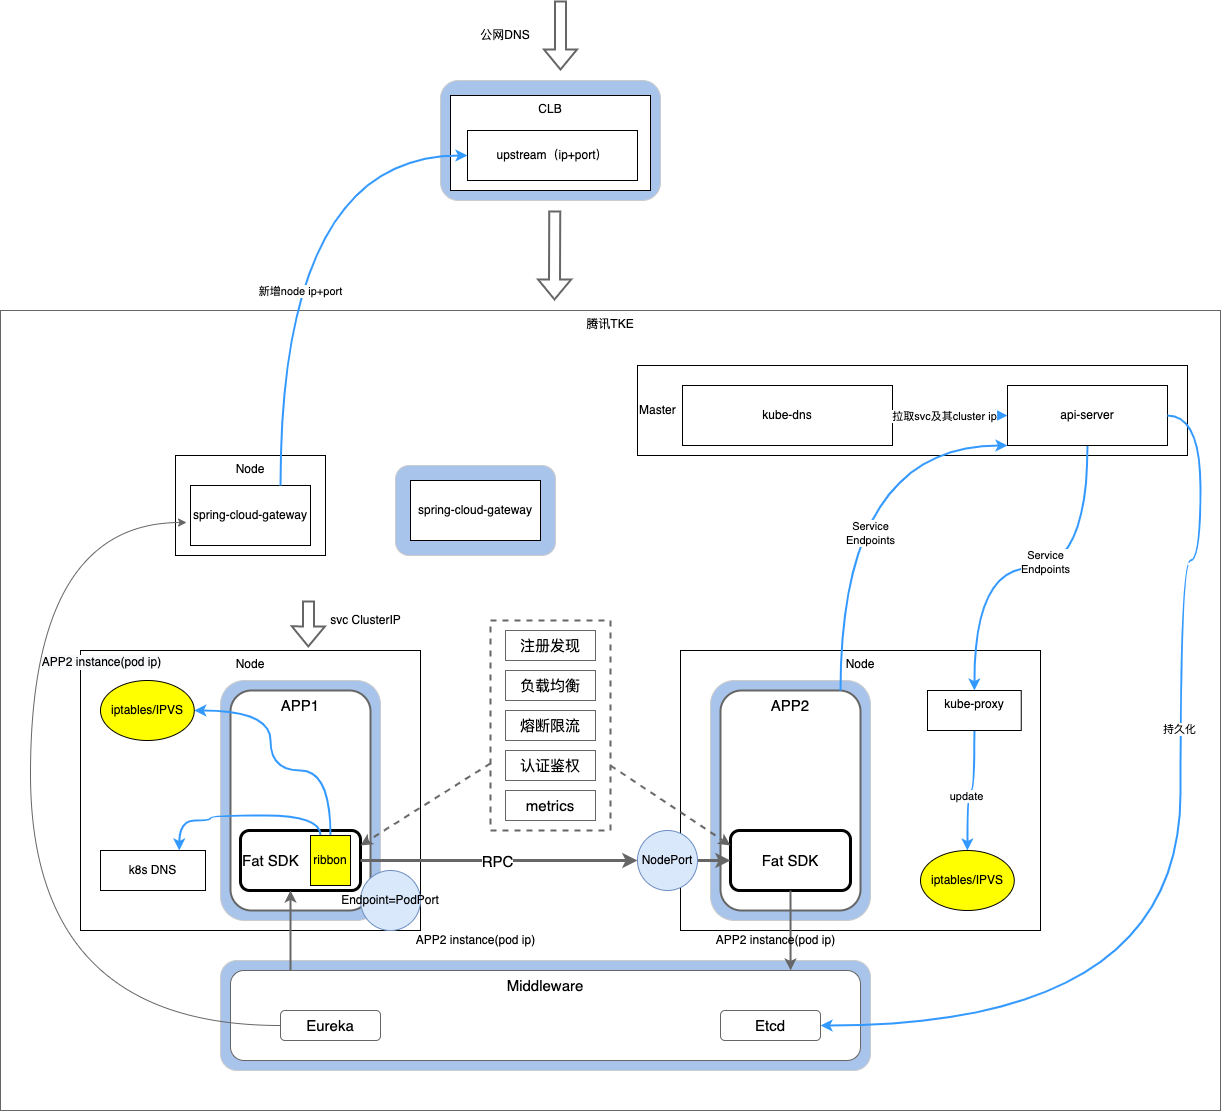 公网DNS
CLB
upstream（ip+port）
新增node ip+port
腾讯TKE
Master
kube-dns
拉取svc及其cluster ip
api-server
Node
spring-cloud-gateway
spring-cloud-gateway
Service
Endpoints
Service
Endpoints
svc ClusterIP
APP2 instance(pod ip)
Node
iptables/IPVS
APP1
k8s DNS
Fat SDK
ribbon
Endpoint=PodPort
注册发现
负载均衡
熔断限流
认证鉴权
metrics
RPC
NodePort
Node
APP2
Fat SDK
kube-proxy
update
iptables/IPVS
持久化
APP2 instance(pod ip)
APP2 instance(pod ip)
Middleware
Eureka
Etcd